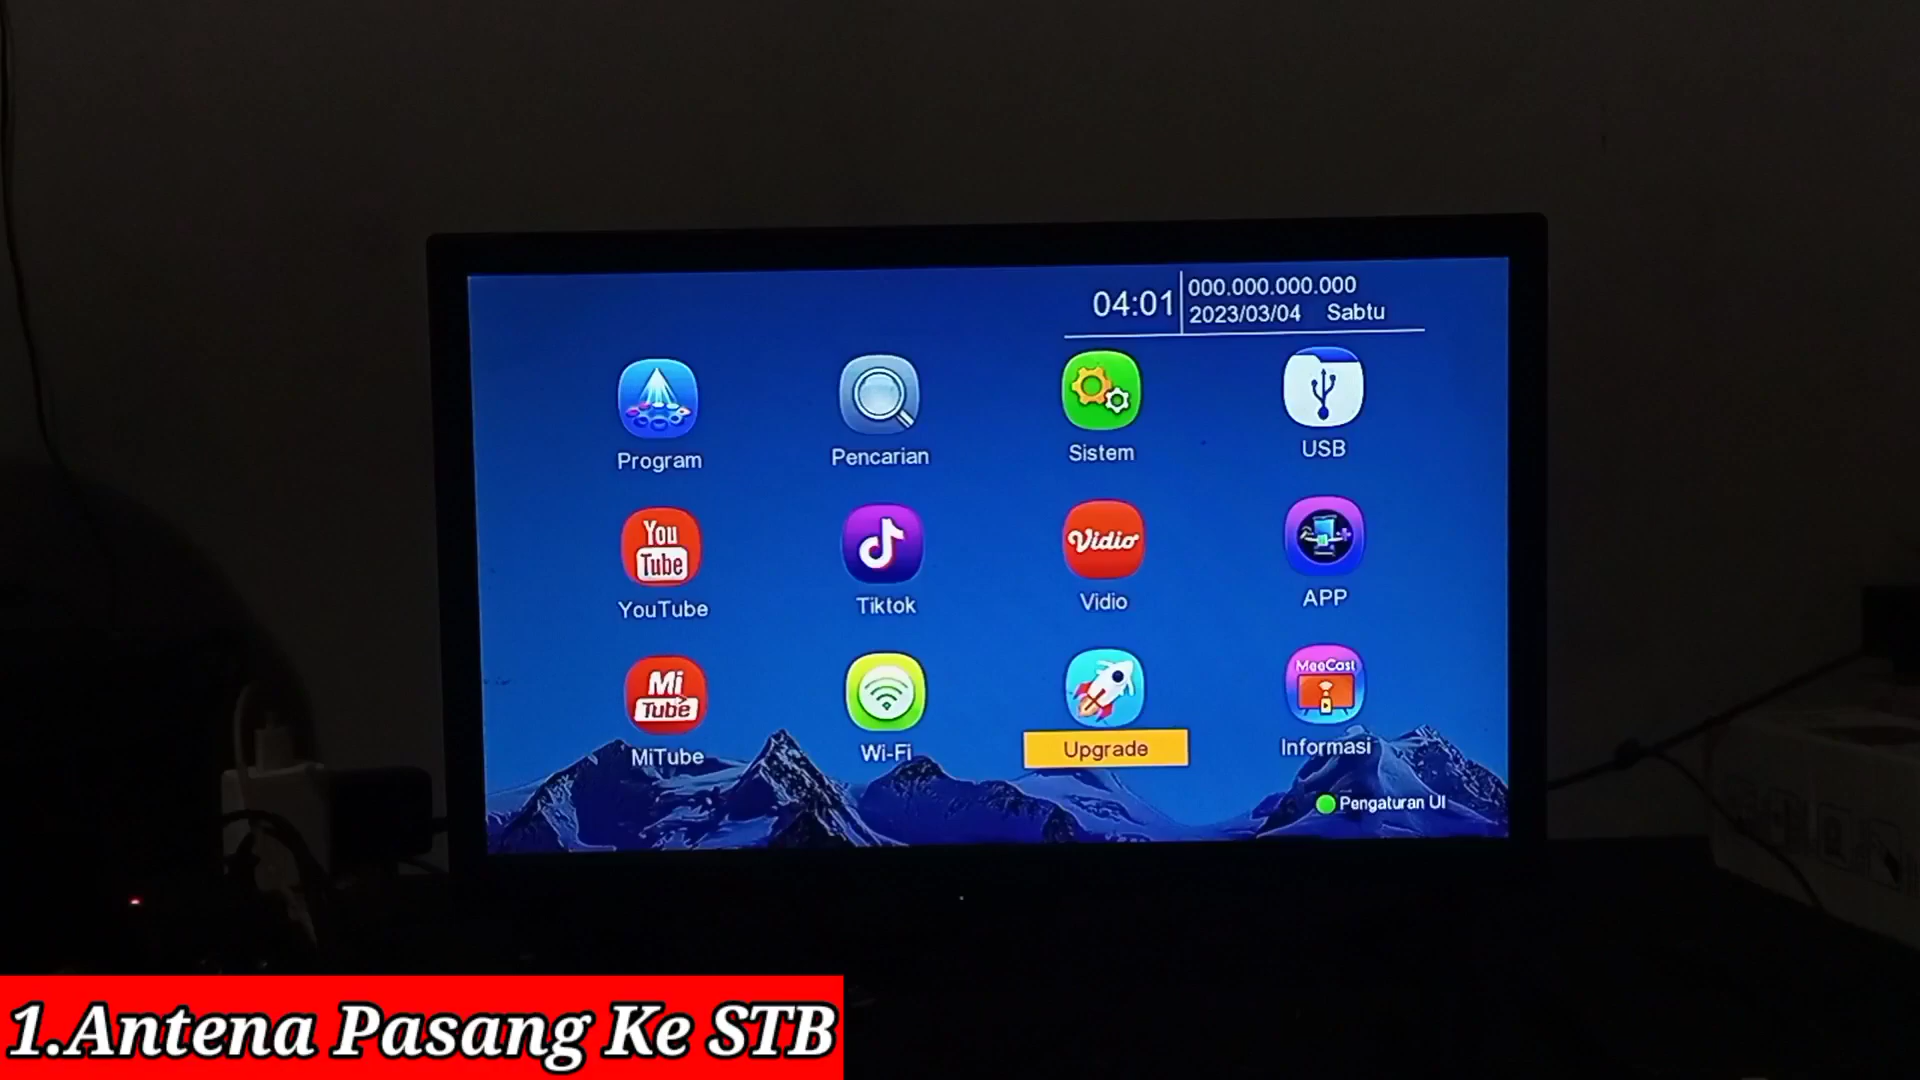 04:01
000.000.000.000
2023/03/04 Sabtu
Program
Pencarian
Sistem
USB
You
Tube
YouTube
Tiktok
Vidio
Vidio
APP
Mi
Tube
MiTube
Wi-Fi
Upgrade
MeeCast
Informasi
Pengaturan UI
1.Antena Pasang Ke STB